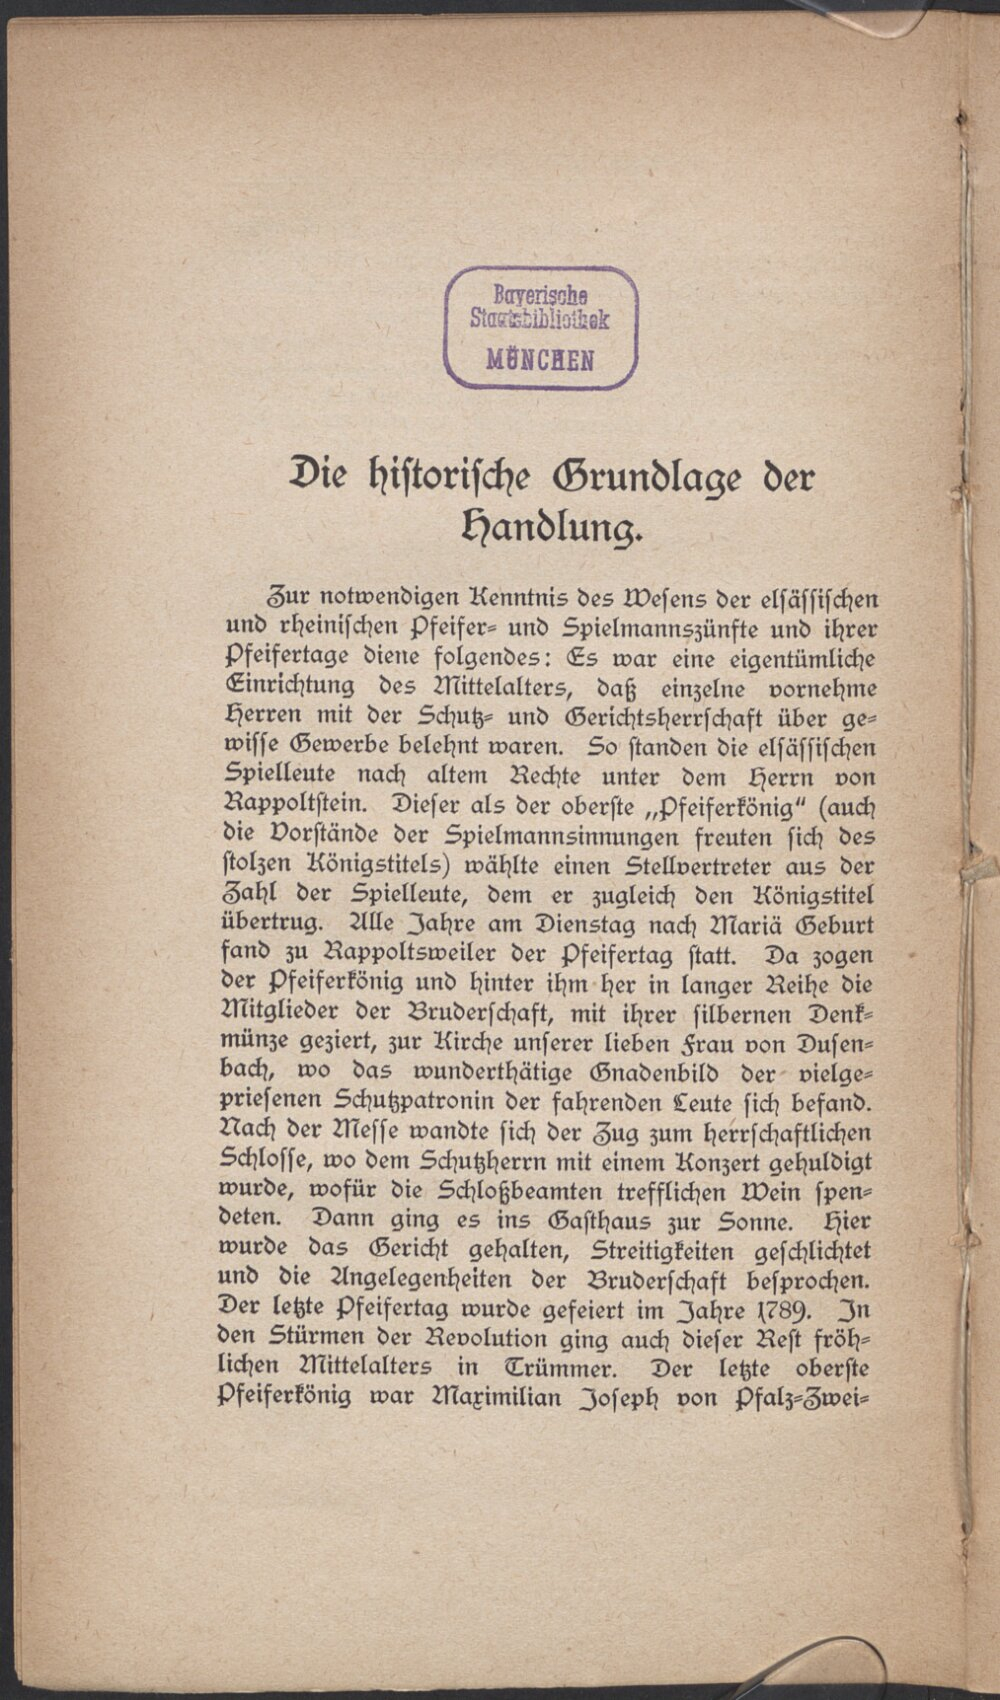 Bayerische
Staatsbibliothek
MÜNCHEN
Die historische Grundlage der
Handlung.
Zur notwendigen Kenntnis des Wesens der elsässischen
und rheinischen Pfeifer- und Spielmannszünfte und ihrer
Pfeifertage diene folgendes: Es war eine eigentümliche
Einrichtung des Mittelalters, daß einzelne vornehme
Herren mit der Schutz- und Gerichtsherrschaft über ge-
wisse Gewerbe belehnt waren. So standen die elsässischen
Spielleute nach altem Rechte unter dem Herrn von
Rappoltstein. Dieser als der oberste „Pfeiferkönig“ (auch
die Vorstände der Spielmannsinnungen freuten sich des
stolzen Königstitels) wählte einen Stellvertreter aus der
Zahl der Spielleute, dem er zugleich den Königstitel
übertrug. Alle Jahre am Dienstag nach Mariä Geburt
fand zu Rappoltsweiler der Pfeifertag statt. Da zogen
der Pfeiferkönig und hinter ihm her in langer Reihe die
Mitglieder der Bruderschaft, mit ihrer silbernen Denk-
münze geziert, zur Kirche unserer lieben Frau von Dusen-
bach, wo das wunderthätige Gnadenbild der vielge-
priesenen Schutzpatronin der fahrenden Leute sich befand.
Nach der Messe wandte sich der Zug zum herrschaftlichen
Schlosse, wo dem Schutzherrn mit einem Konzert gehuldigt
wurde, wofür die Schloßbeamten trefflichen Wein spen-
deten. Dann ging es ins Gasthaus zur Sonne. Hier
wurde das Gericht gehalten, Streitigkeiten geschlichtet
und die Angelegenheiten der Bruderschaft besprochen.
Der letzte Pfeifertag wurde gefeiert im Jahre 1789. In
den Stürmen der Revolution ging auch dieser Rest fröh-
lichen Mittelalters in Trümmer. Der letzte oberste
Pfeiferkönig war Maximilian Joseph von Pfalz-Zwei-